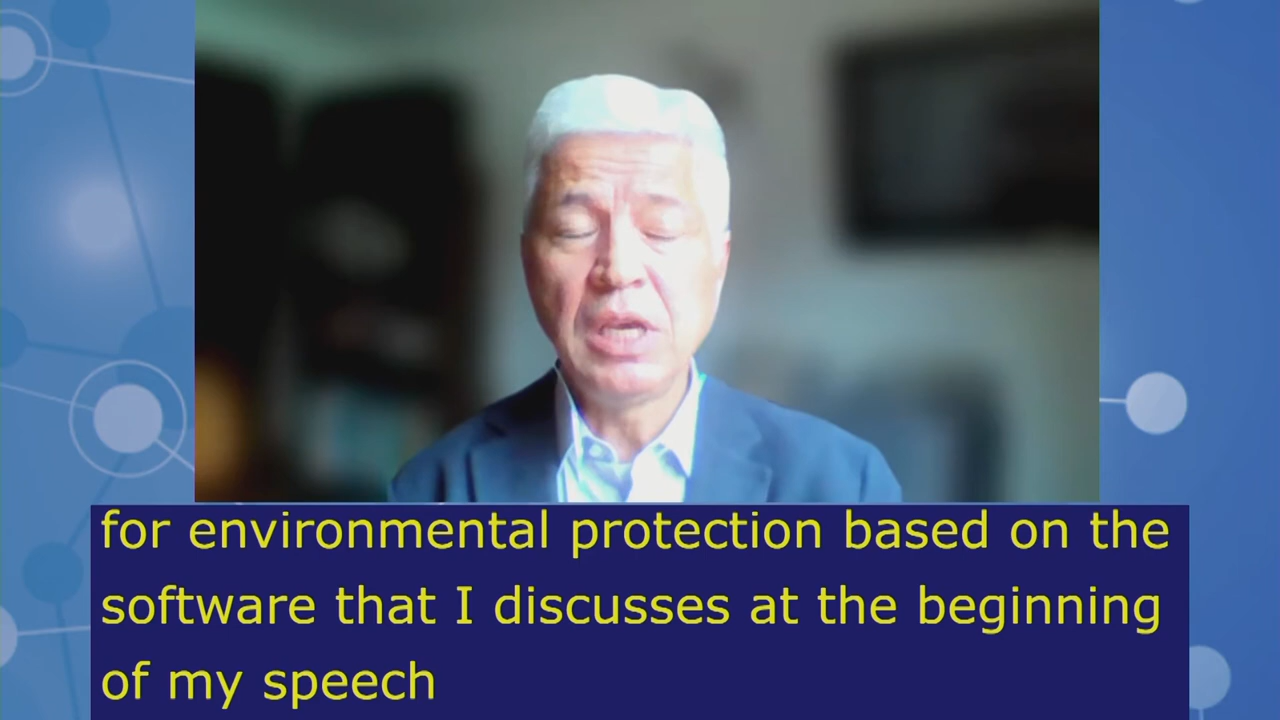 for environmental protection based on the
software that I discusses at the beginning
of my speech